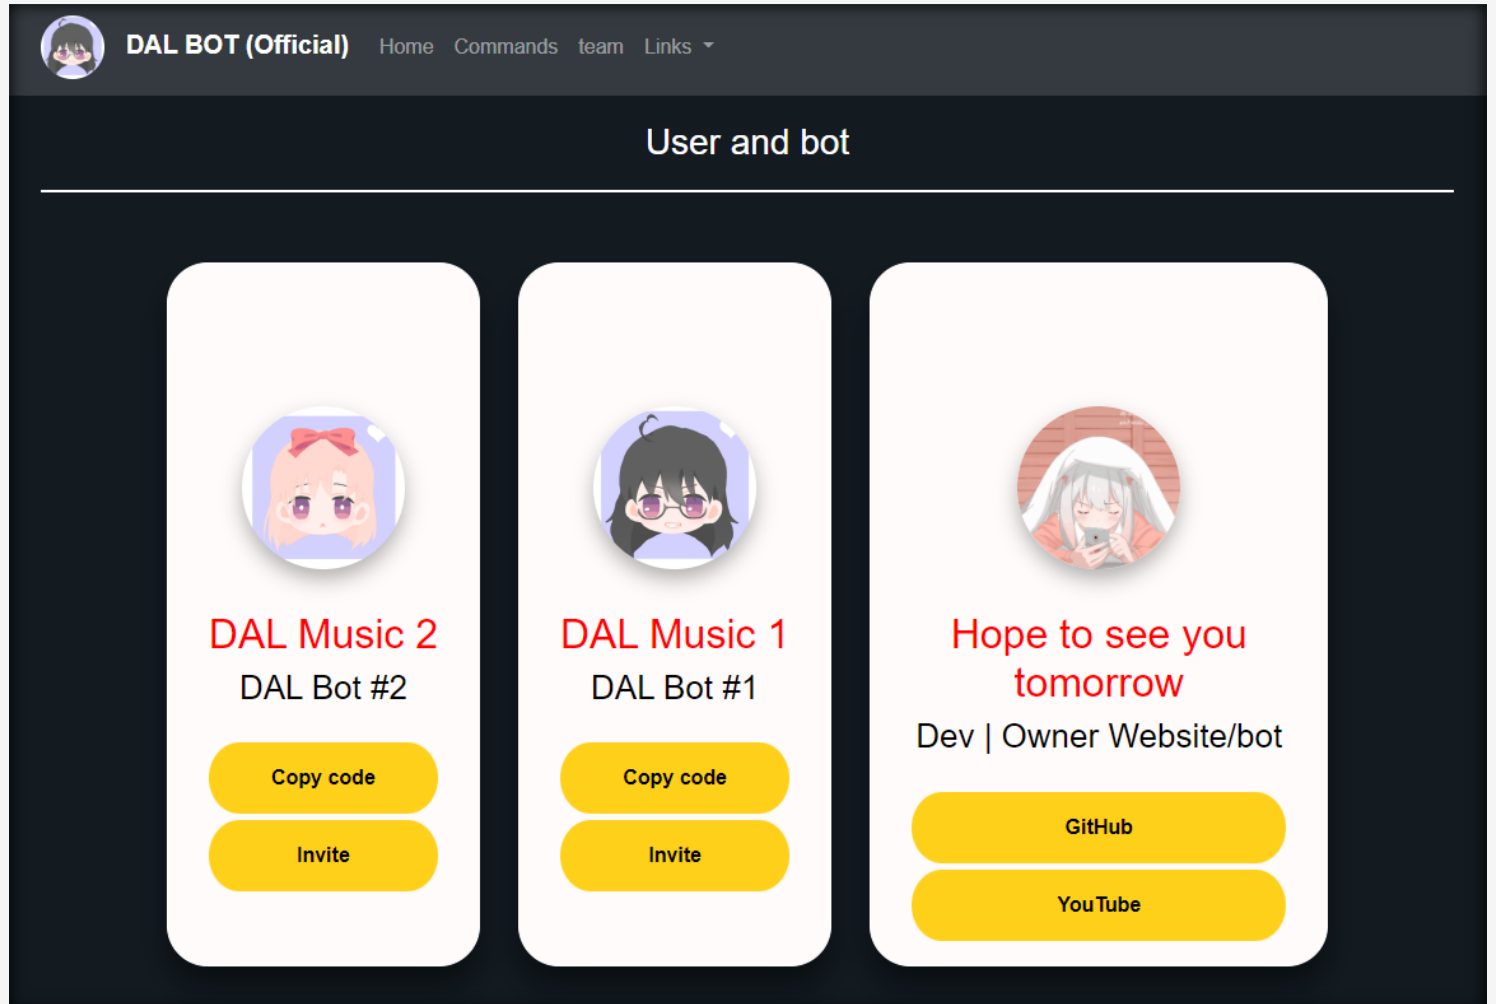 DAL BOT (Official) Home Commands team Links
User and bot
DAL Music 2
DAL Bot #2
Copy code
Invite
DAL Music 1
DAL Bot #1
Copy code
Invite
Hope to see you
tomorrow
Dev | Owner Website/bot
GitHub
YouTube